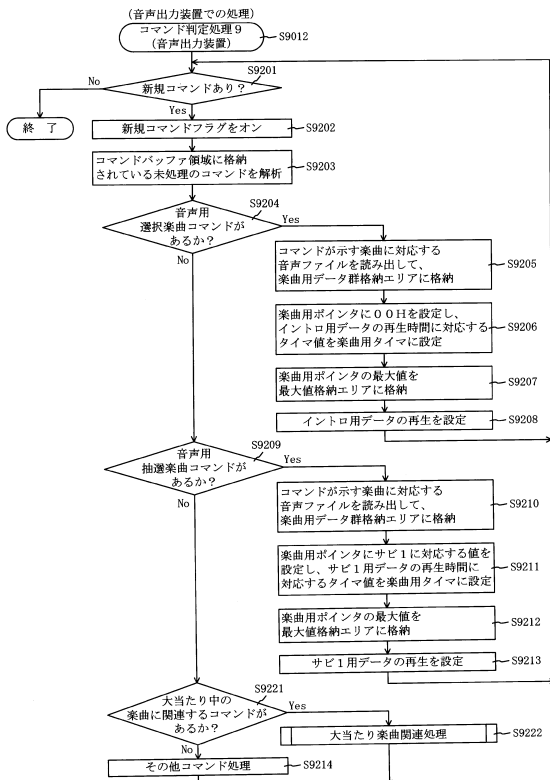 (音声出力装置での処理)
コマンド判定処理９
(音声出力装置)
S9012
S9201
新規コマンドあり？
No
Yes
終 了
新規コマンドフラグをオン
S9202
コマンドバッファ領域に格納
されている未処理のコマンドを解析
S9203
S9204
音声用
選択楽曲コマンドが
あるか？
Yes
No
コマンドが示す楽曲に対応する
音声ファイルを読み出して、
楽曲用データ群格納エリアに格納
S9205
楽曲用ポインタに００Ｈを設定し、
イントロ用データの再生時間に対応する
タイマ値を楽曲用タイマに設定
S9206
楽曲用ポインタの最大値を
最大値格納エリアに格納
S9207
イントロ用データの再生を設定
S9208
S9209
音声用
抽選楽曲コマンドが
あるか？
Yes
No
コマンドが示す楽曲に対応する
音声ファイルを読み出して、
楽曲用データ群格納エリアに格納
S9210
楽曲用ポインタにサビ１に対応する値を
設定し、サビ１用データの再生時間に
対応するタイマ値を楽曲用タイマに設定
S9211
楽曲用ポインタの最大値を
最大値格納エリアに格納
S9212
サビ１用データの再生を設定
S9213
S9221
大当たり中の
楽曲に関連するコマンドが
あるか？
Yes
No
大当たり楽曲関連処理
S9222
その他コマンド処理
S9214